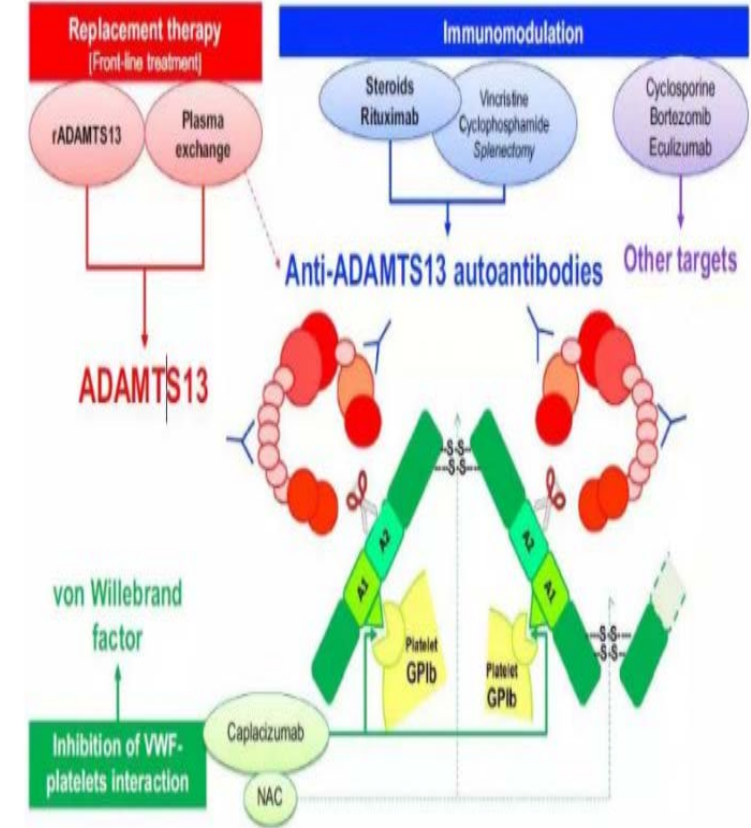 Replacement therapy
[Front-line treatment]
Immunomodulation
rADAMTS13
Plasma
exchange
Steroids
Rituximab
Vincristine
Cyclophosphamide
Splenectomy
Cyclosporine
Bortezomib
Eculizumab
Anti-ADAMTS13 autoantibodies
Other targets
ADAMTS13
-S-S-
-S-S-
A2
A2
A1
A1
von Willebrand
factor
Platelet
GPIb
Platelet
GPIb
-S-S-
-S-S-
Inhibition of VWF-
platelets interaction
Caplacizumab
NAC